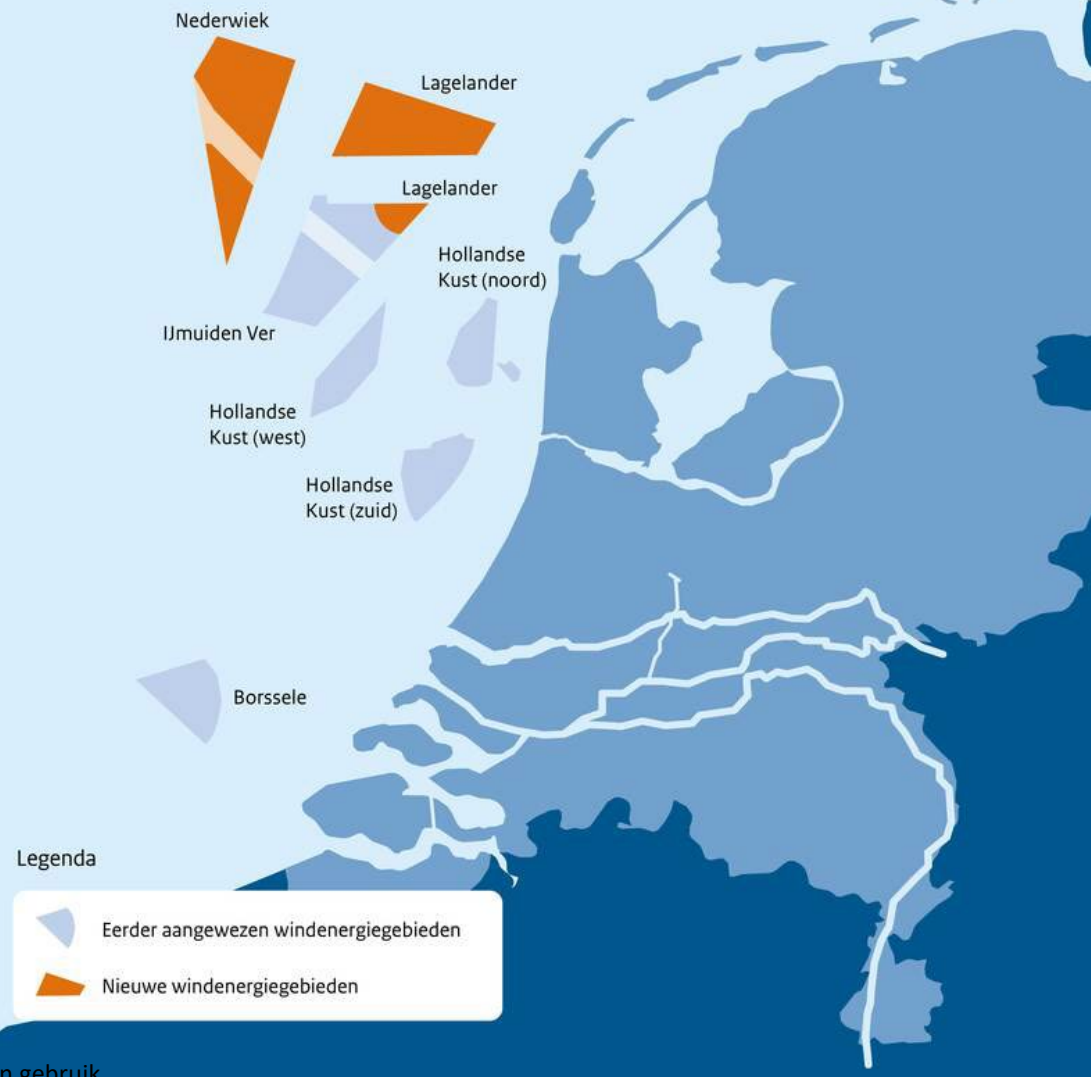 Nederwiek
Lagelander
Lagelander
Hollandse
Kust (noord)
IJmuiden Ver
Hollandse
Kust (west)
Hollandse
Kust (zuid)
Borssele
Legenda
Eerder aangewezen windenergiegebieden
Nieuwe windenergiegebieden
n gebruik